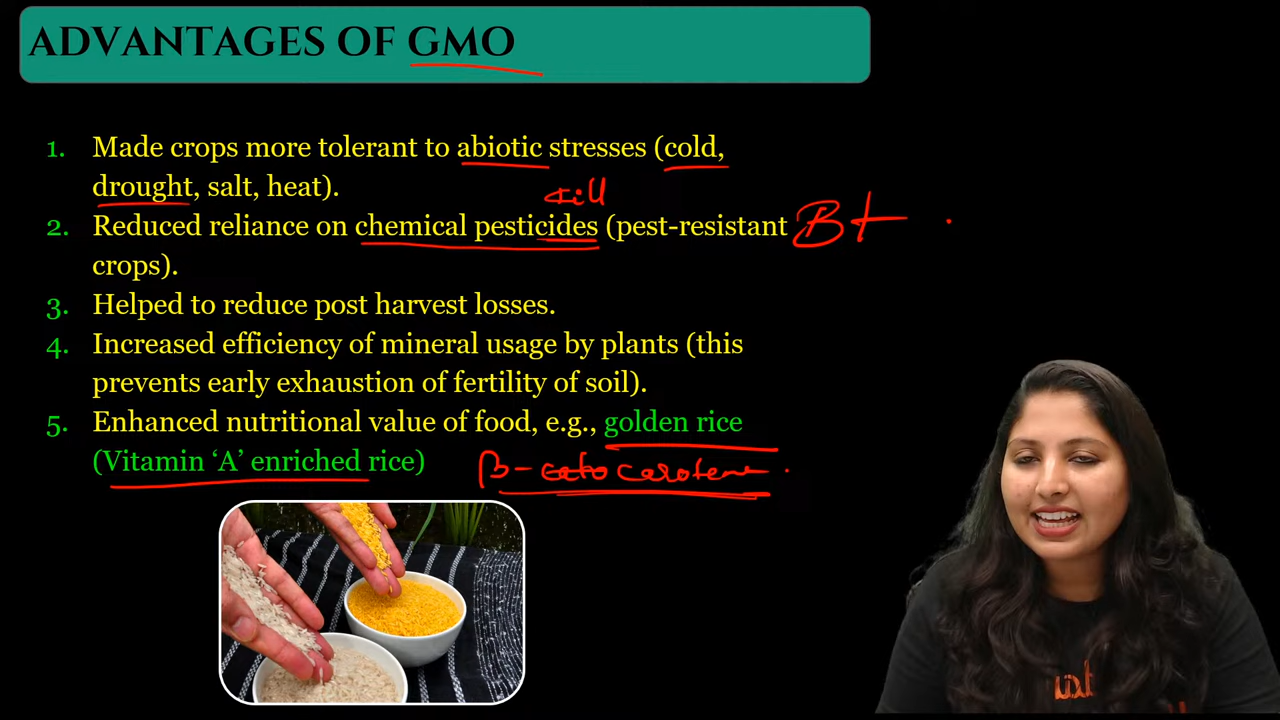 ADVANTAGES OF GMO
1. Made crops more tolerant to abiotic stresses (cold,
drought, salt, heat).
kill
2. Reduced reliance on chemical pesticides (pest-resistant Bt
crops).
3. Helped to reduce post harvest losses.
4. Increased efficiency of mineral usage by plants (this
prevents early exhaustion of fertility of soil).
5. Enhanced nutritional value of food, e.g., golden rice
(Vitamin ‘A’ enriched rice) β- carotene